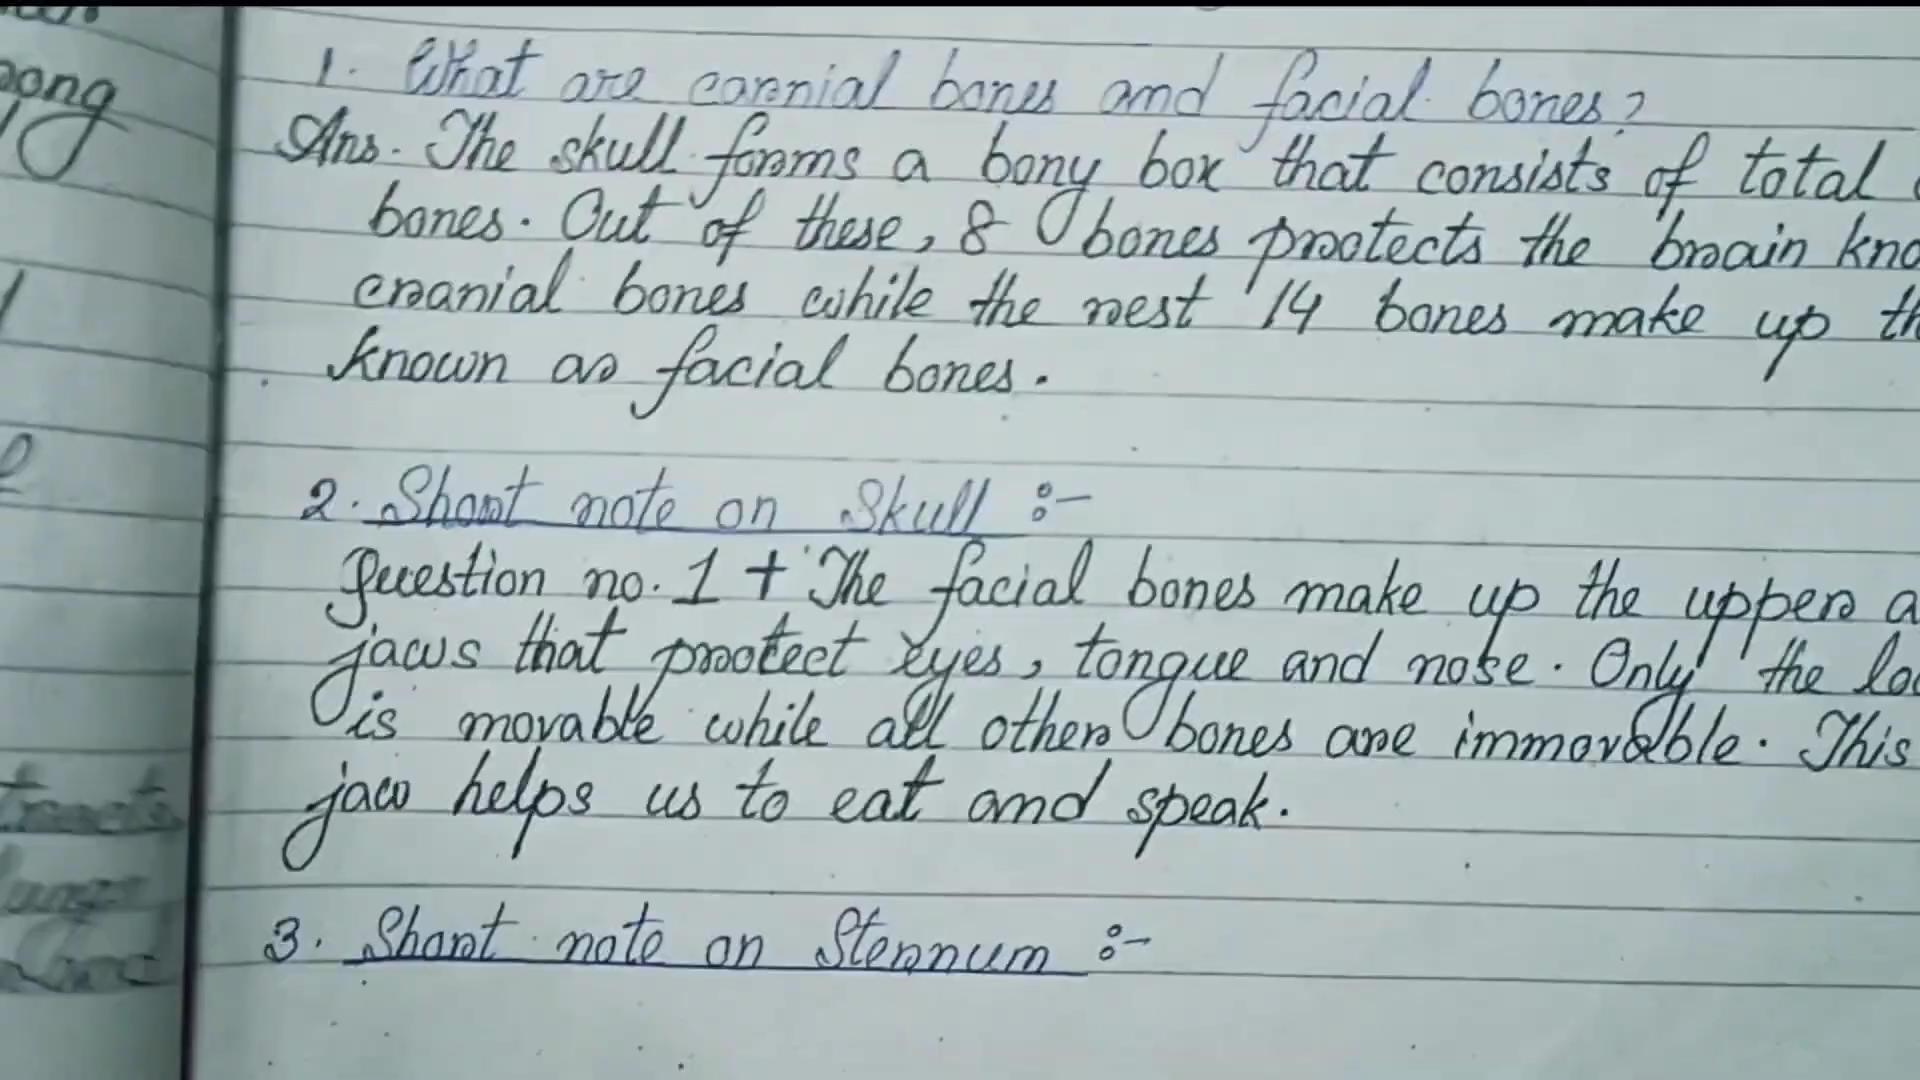 1. What are carnial bones and facial bones?
Ans. The skull forms a bony box that consists of total
bones. Out of these, 8 bones protects the brain kno
cranial bones while the rest 14 bones make up th
known as facial bones.
2. Short note on Skull :-
Question no. 1 + The facial bones make up the upper a
jaws that protect eyes, tongue and nose. Only the lo
is movable while all other bones are immovable. This
jaw helps us to eat and speak.
3. Short note on Sternum :-